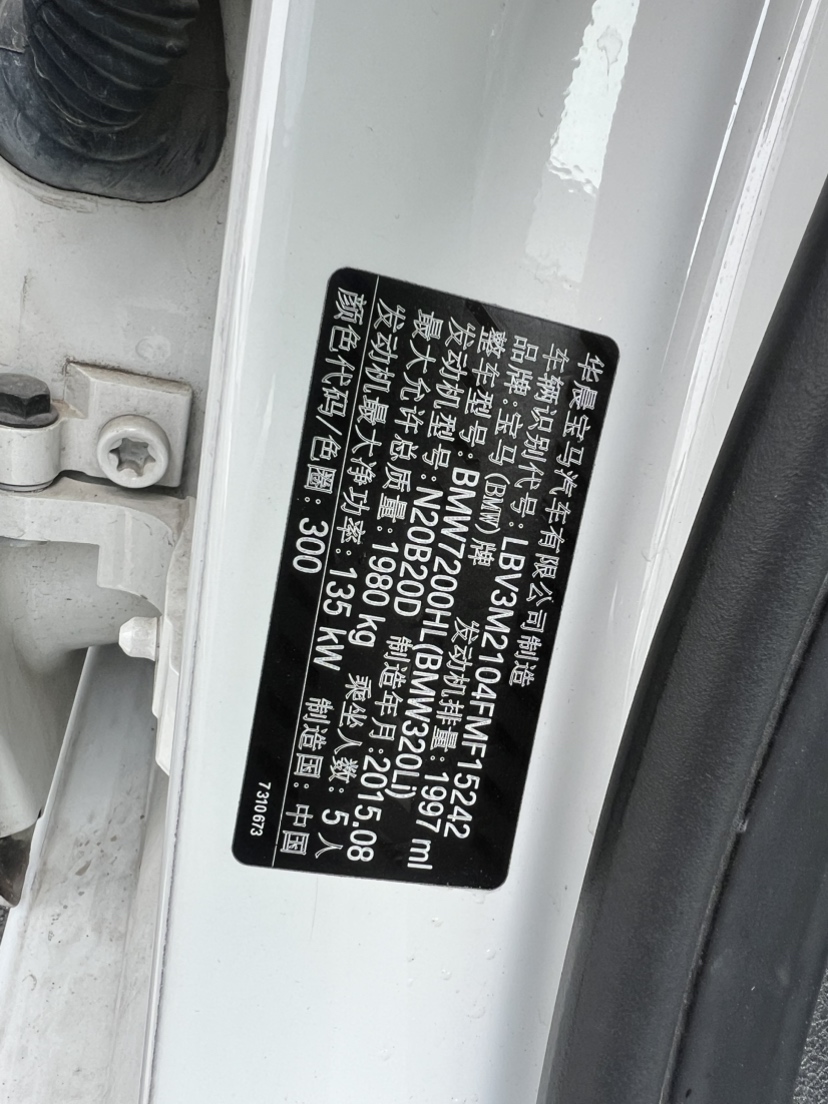 华晨宝马汽车有限公司制造
车辆识别代号：LBV3M2104FMF15242
品牌：宝马（BMW）牌 发动机排量：1997 ml
整车型号：BMW7200HL(BMW320Li)
发动机型号：N20B20D 制造年月：2015.08
最大允许总质量：1980 kg 乘坐人数：5 人
发动机最大净功率：135 kW 制造国：中国
颜色代码/色圈：300
7310673